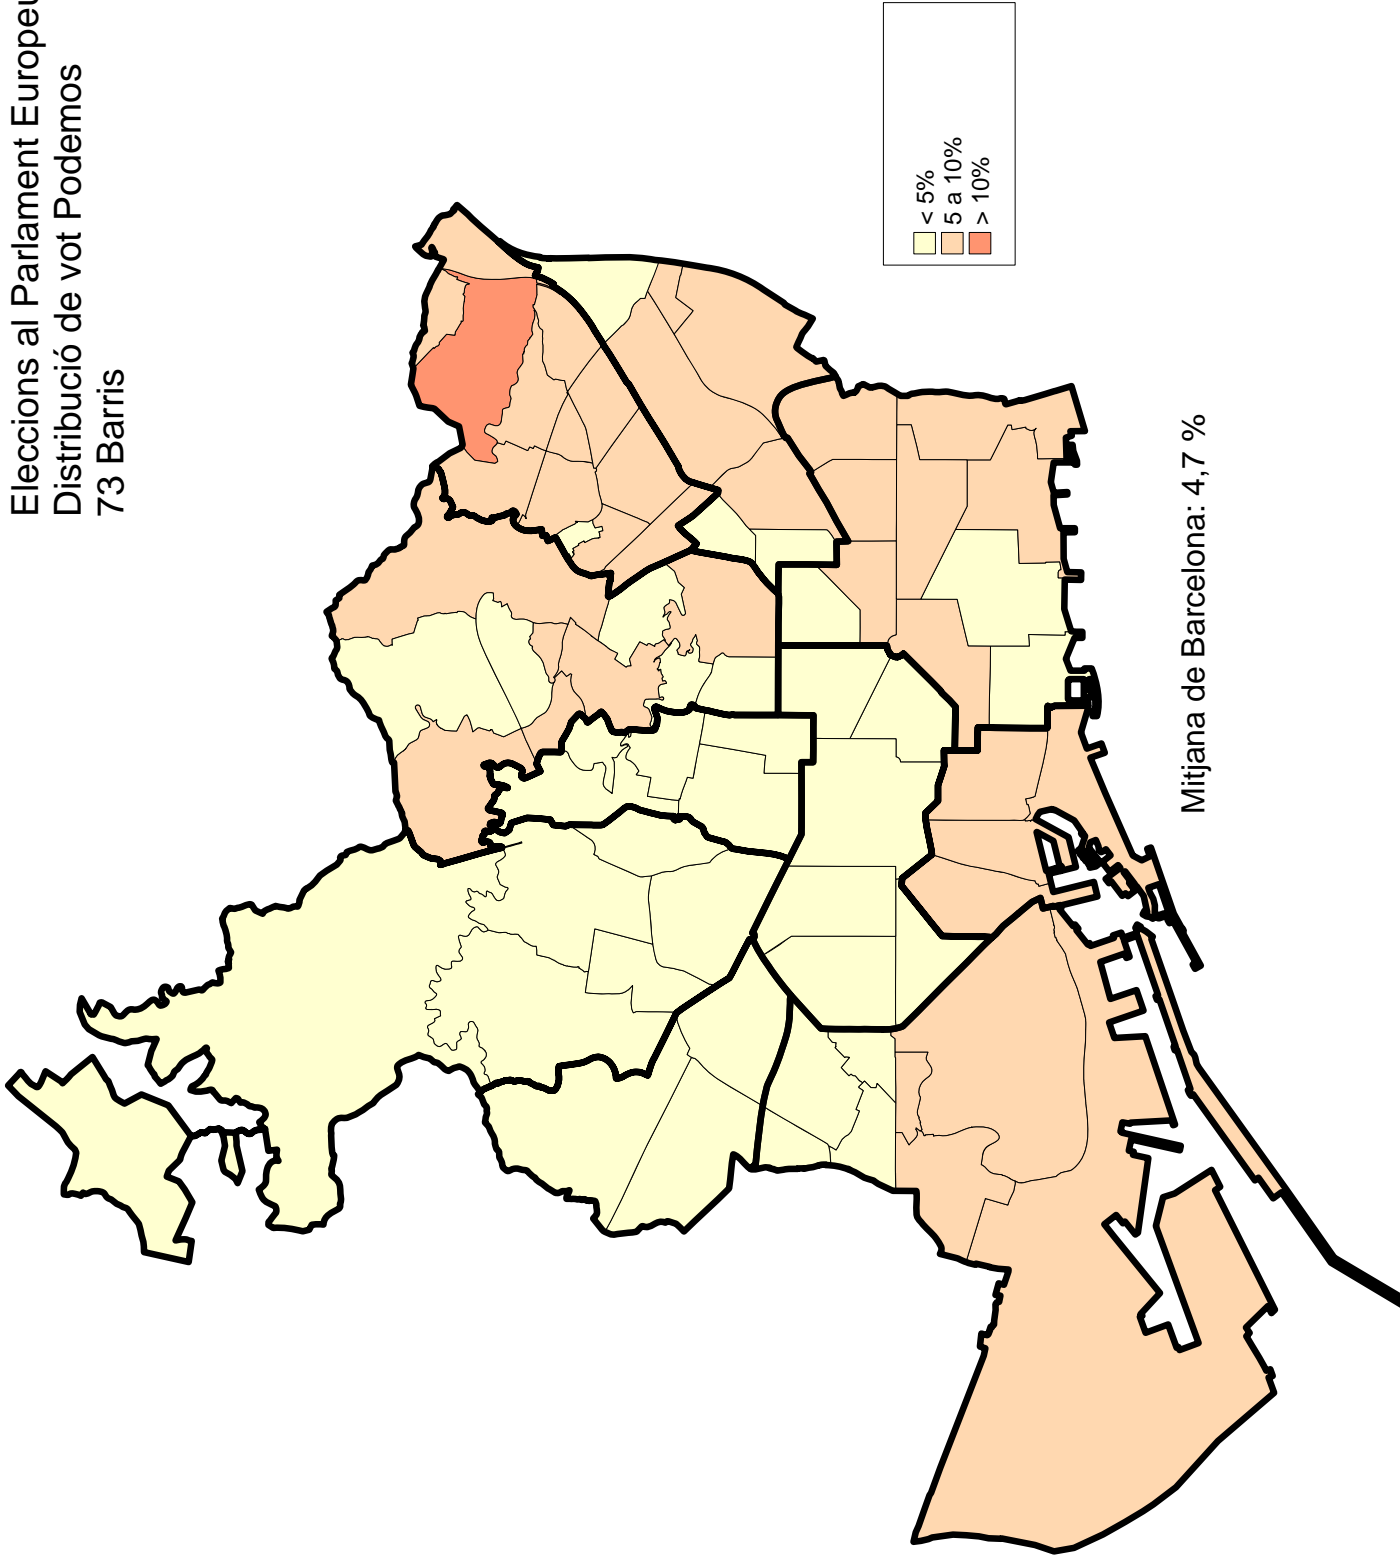 Eleccions al Parlament Europeu
Distribució de vot Podemos
73 Barris
< 5%
5 a 10%
> 10%
Mitjana de Barcelona: 4,7 %